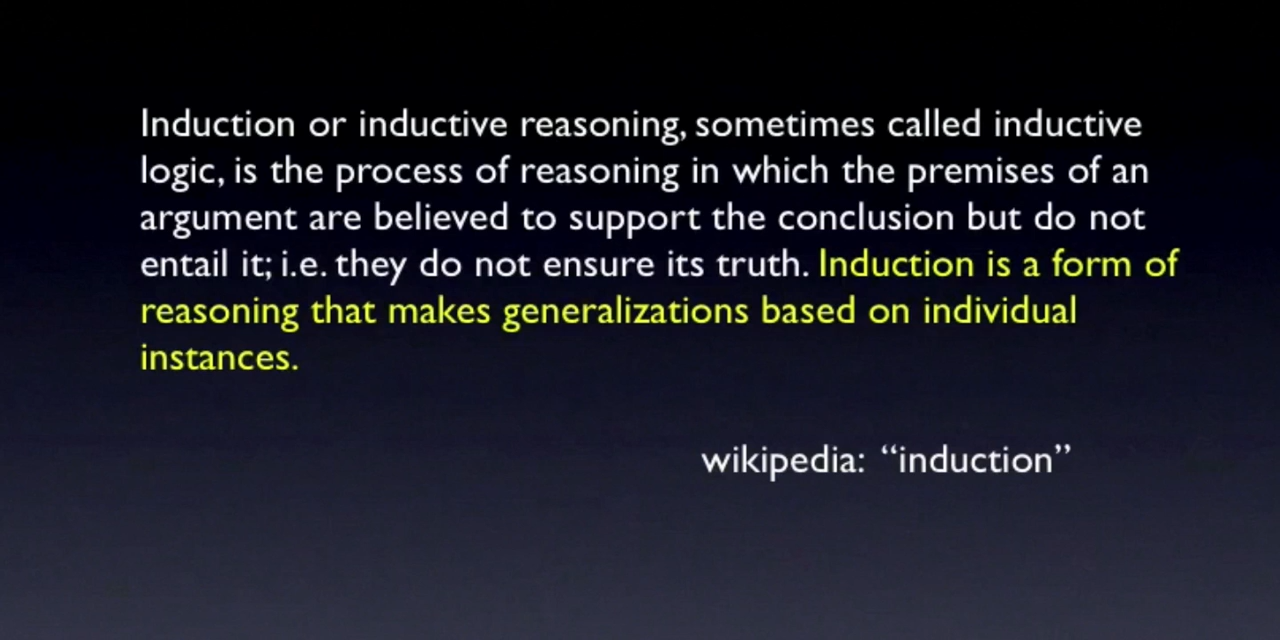 Induction or inductive reasoning, sometimes called inductive
logic, is the process of reasoning in which the premises of an
argument are believed to support the conclusion but do not
entail it; i.e. they do not ensure its truth. Induction is a form of
reasoning that makes generalizations based on individual
instances.
wikipedia: “induction”